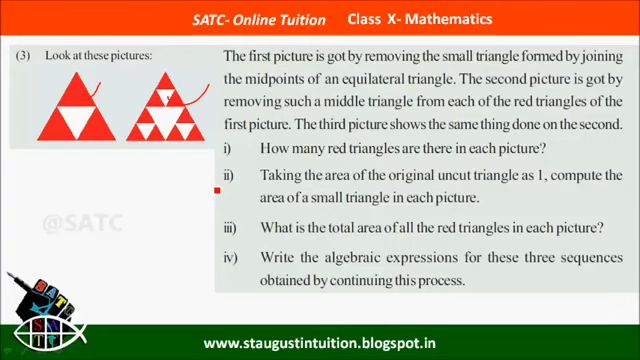 SATC- Online Tuition Class X- Mathematics
(3) Look at these pictures:
The first picture is got by removing the small triangle formed by joining
the midpoints of an equilateral triangle. The second picture is got by
removing such a middle triangle from each of the red triangles of the
first picture. The third picture shows the same thing done on the second.
i) How many red triangles are there in each picture?
ii) Taking the area of the original uncut triangle as 1, compute the
area of a small triangle in each picture.
iii) What is the total area of all the red triangles in each picture?
iv) Write the algebraic expressions for these three sequences
obtained by continuing this process.
@SATC
SATC
SMT
www.staugustintuition.blogspot.in